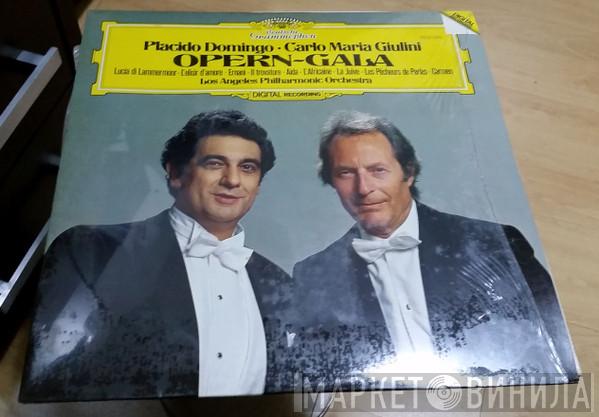 Deutsche
Grammophon
DIGITAL
Placido Domingo · Carlo Maria Giulini
OPERN-GALA
Lucia di Lammermoor · L'elisir d'amore · Ernani · Il trovatore · Aida · L'Africaine · La Juive · Les Pêcheurs de Perles · Carmen
Los Angeles Philharmonic Orchestra
DIGITAL RECORDING
МАРКЕТ ВИНИЛА